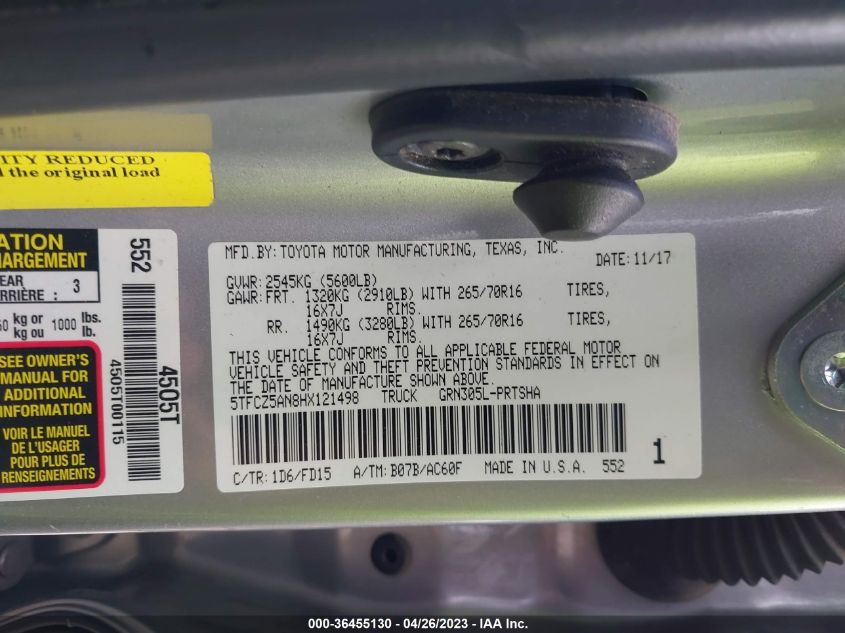 ITY REDUCED
the original load
ATION
HARGEMENT
EAR
ARRIÈRE: 3
kg or 1000 lbs.
kg ou lb.
SEE OWNER'S
MANUAL FOR
ADDITIONAL
INFORMATION
VOIR LE MANUEL
DE L'USAGER
POUR PLUS DE
RENSEIGNEMENTS
552
4505T
4505T00115
MFD.BY:TOYOTA MOTOR MANUFACTURING, TEXAS, INC. DATE:11/17
GVWR:2545KG (5600LB)
GAWR:FRT. 1320KG (2910LB) WITH 265/70R16 TIRES,
16X7J RIMS.
RR. 1490KG (3280LB) WITH 265/70R16 TIRES,
16X7J RIMS.
THIS VEHICLE CONFORMS TO ALL APPLICABLE FEDERAL MOTOR
VEHICLE SAFETY AND THEFT PREVENTION STANDARDS IN EFFECT ON
THE DATE OF MANUFACTURE SHOWN ABOVE.
5TFCZ5AN8HX121498 TRUCK GRN305L-PRTSHA
C/TR:1D6/FD15 A/TM:B07B/AC60F MADE IN U.S.A. 552 1
000-36455130 - 04/26/2023 - IAA Inc.